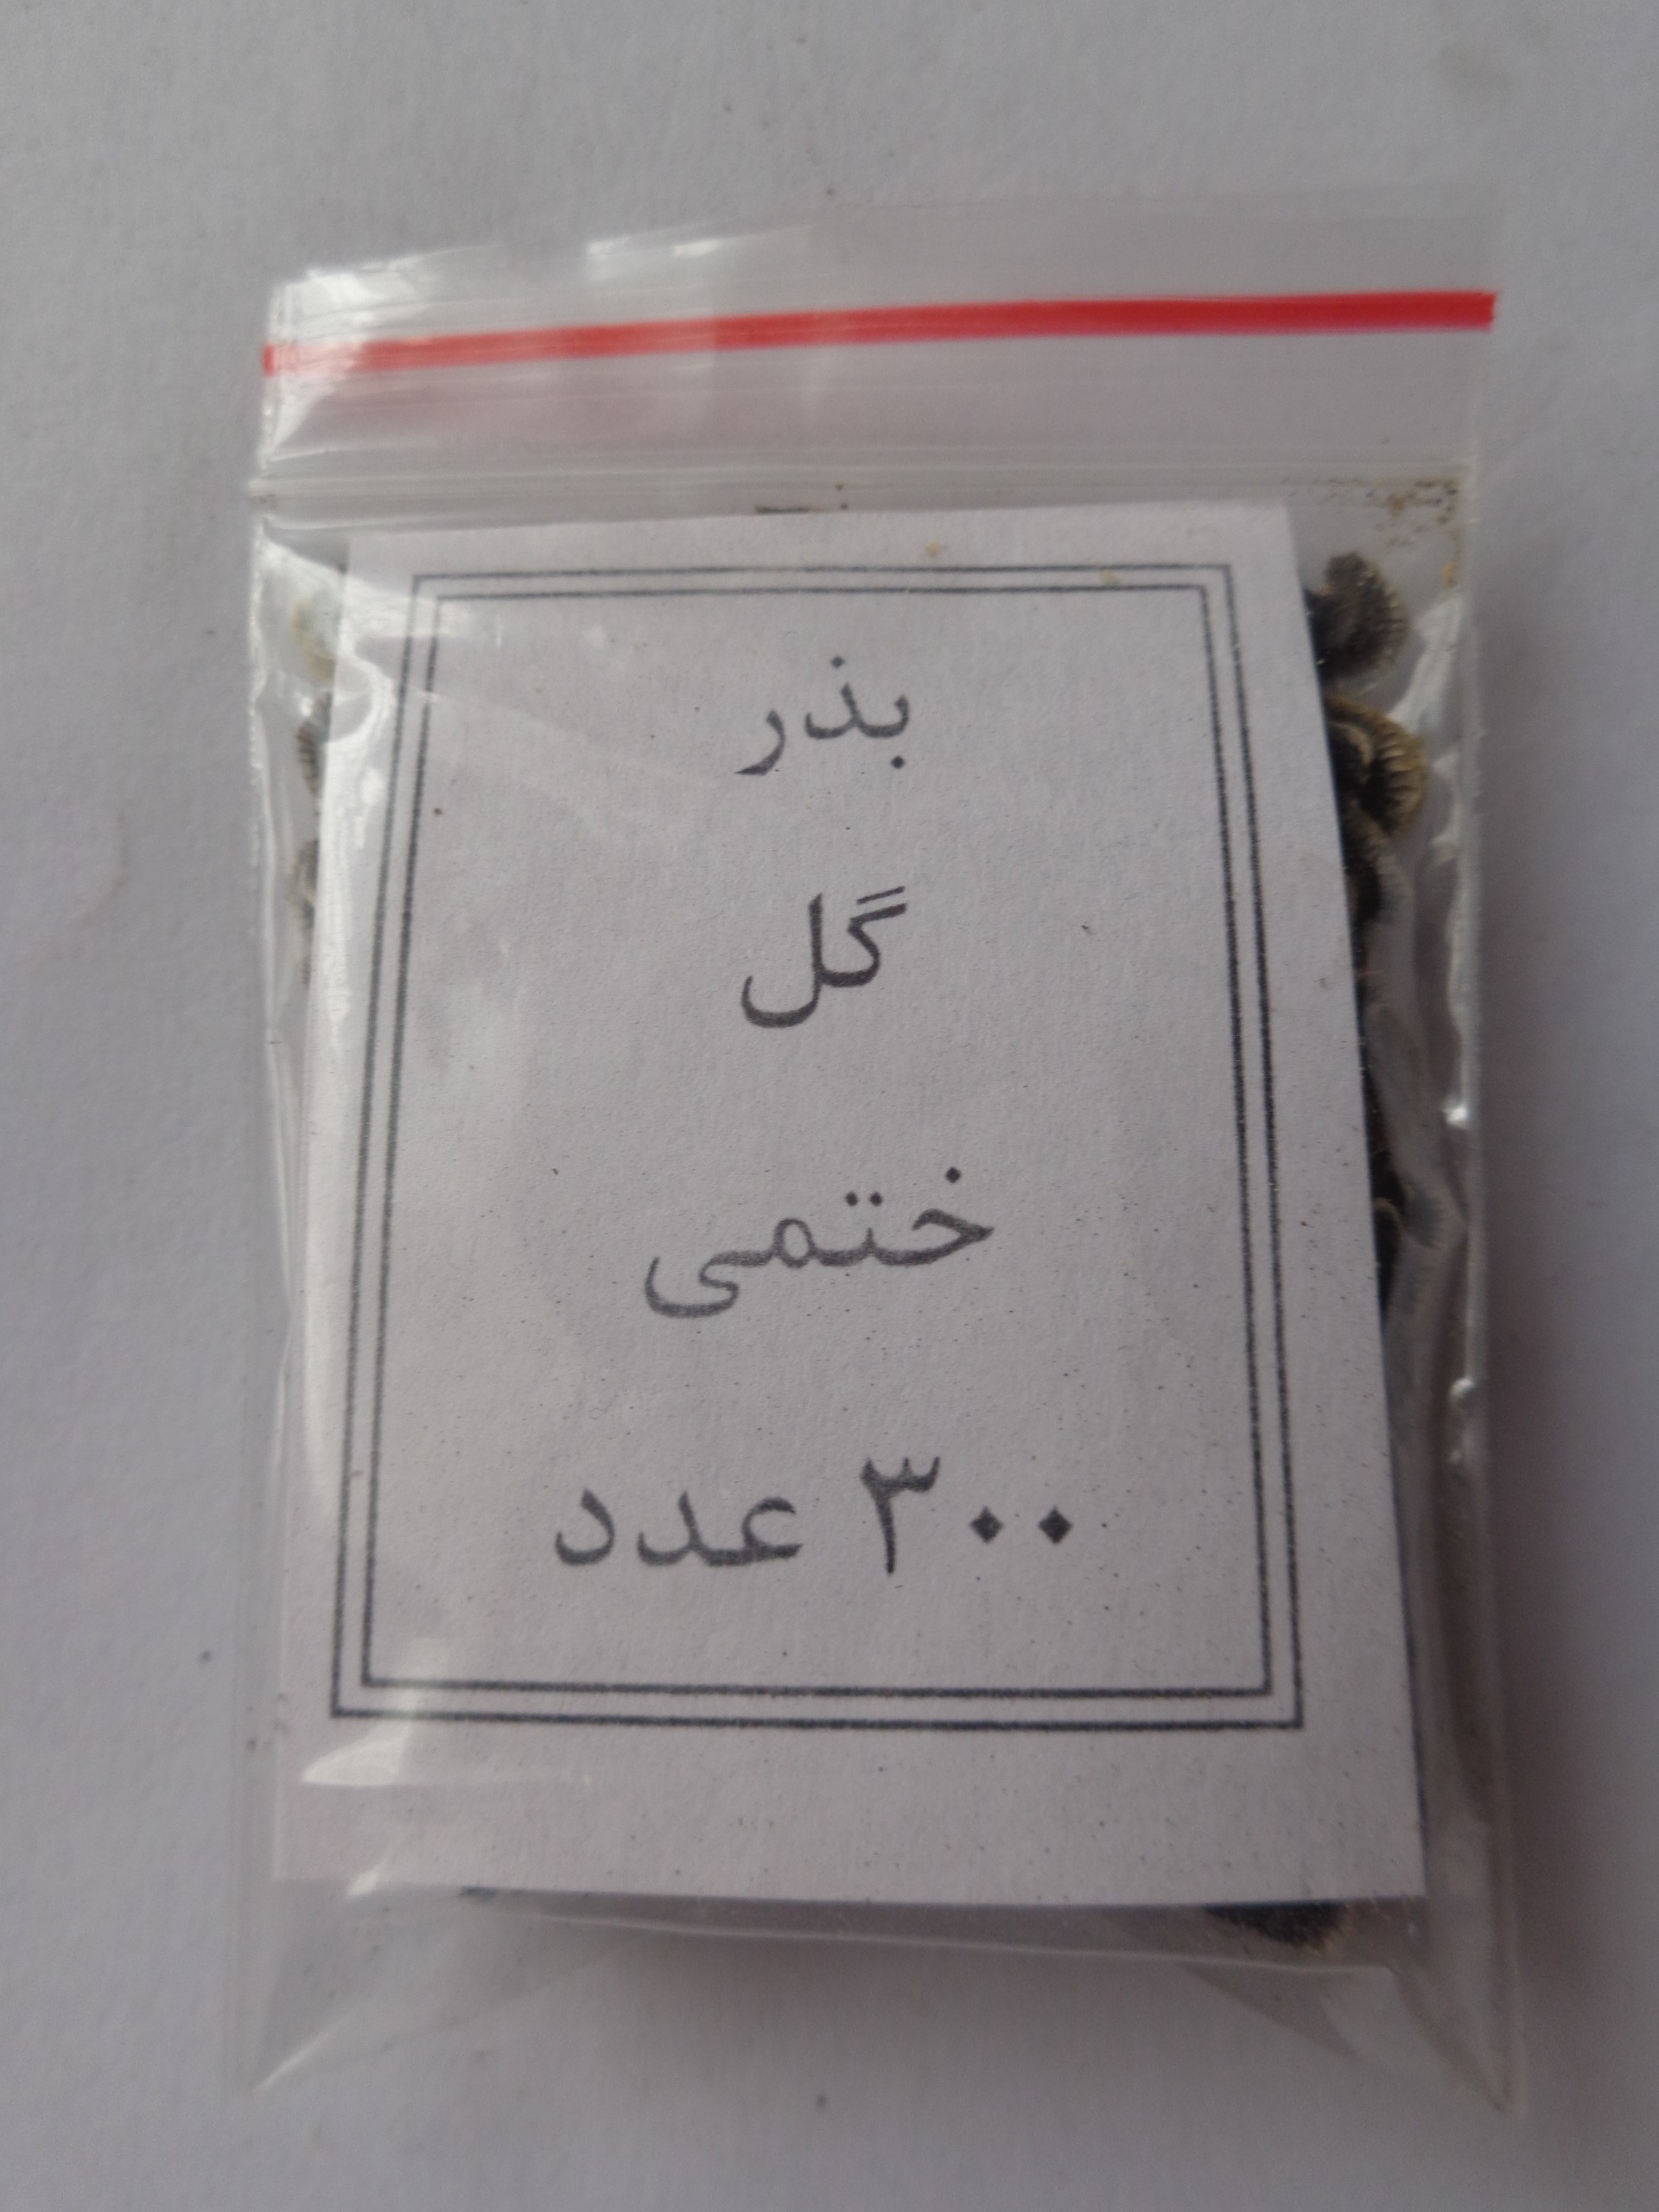 بذر
گل
ختمی
۳۰۰ عدد